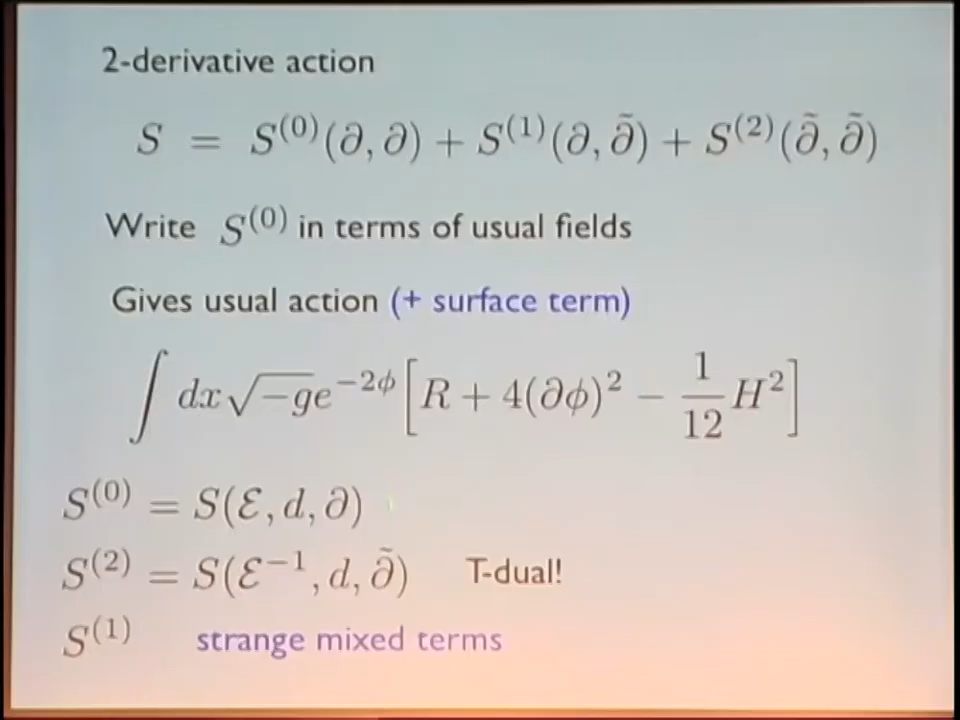 2-derivative action
S = S⁽⁰⁾(∂, ∂) + S⁽¹⁾(∂, ∂̃) + S⁽²⁾(∂̃, ∂̃)
Write S⁽⁰⁾ in terms of usual fields
Gives usual action (+ surface term)
∫ dx√−g e^{−2ϕ} [R + 4(∂ϕ)² − 1/12 H²]
S⁽⁰⁾ = S(ℰ, d, ∂)
S⁽²⁾ = S(ℰ⁻¹, d, ∂̃) T-dual!
S⁽¹⁾ strange mixed terms